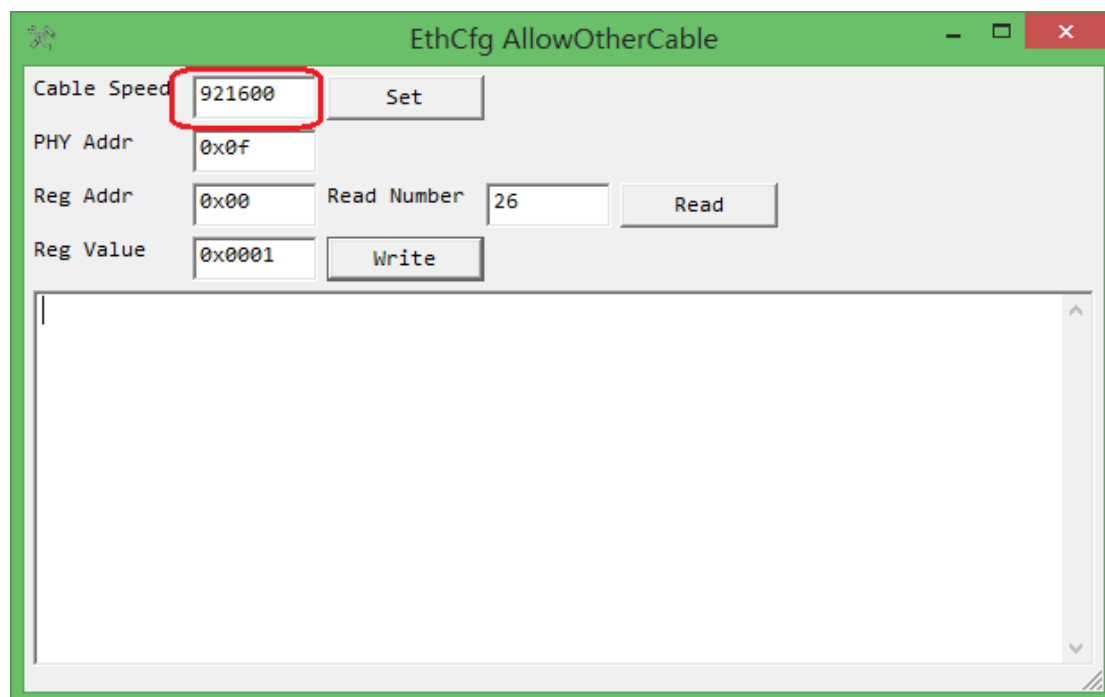 EthCfg AllowOtherCable
Cable Speed 921600 Set
PHY Addr 0x0f
Reg Addr 0x00 Read Number 26 Read
Reg Value 0x0001 Write